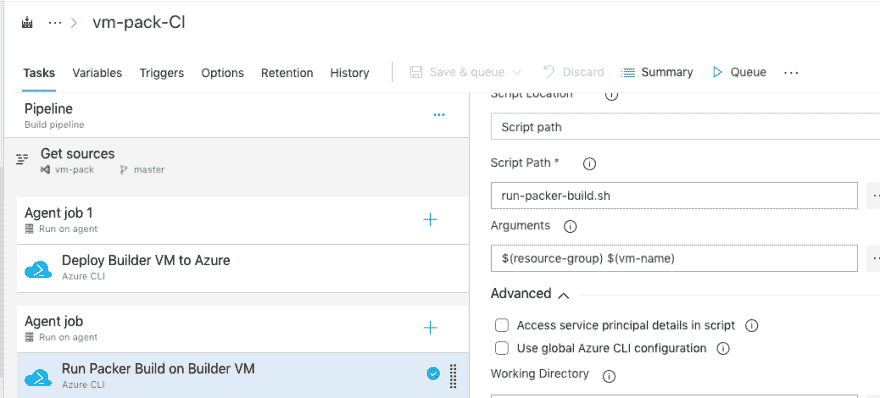 ··· > vm-pack-CI
Tasks Variables Triggers Options Retention History Save & queue Discard Summary Queue ···
Pipeline
Build pipeline
Get sources
vm-pack master
Agent job 1
Run on agent
Deploy Builder VM to Azure
Azure CLI
Agent job
Run on agent
Run Packer Build on Builder VM
Azure CLI
Script Location
Script path
Script Path *
run-packer-build.sh
Arguments
$(resource-group) $(vm-name)
Advanced
Access service principal details in script
Use global Azure CLI configuration
Working Directory